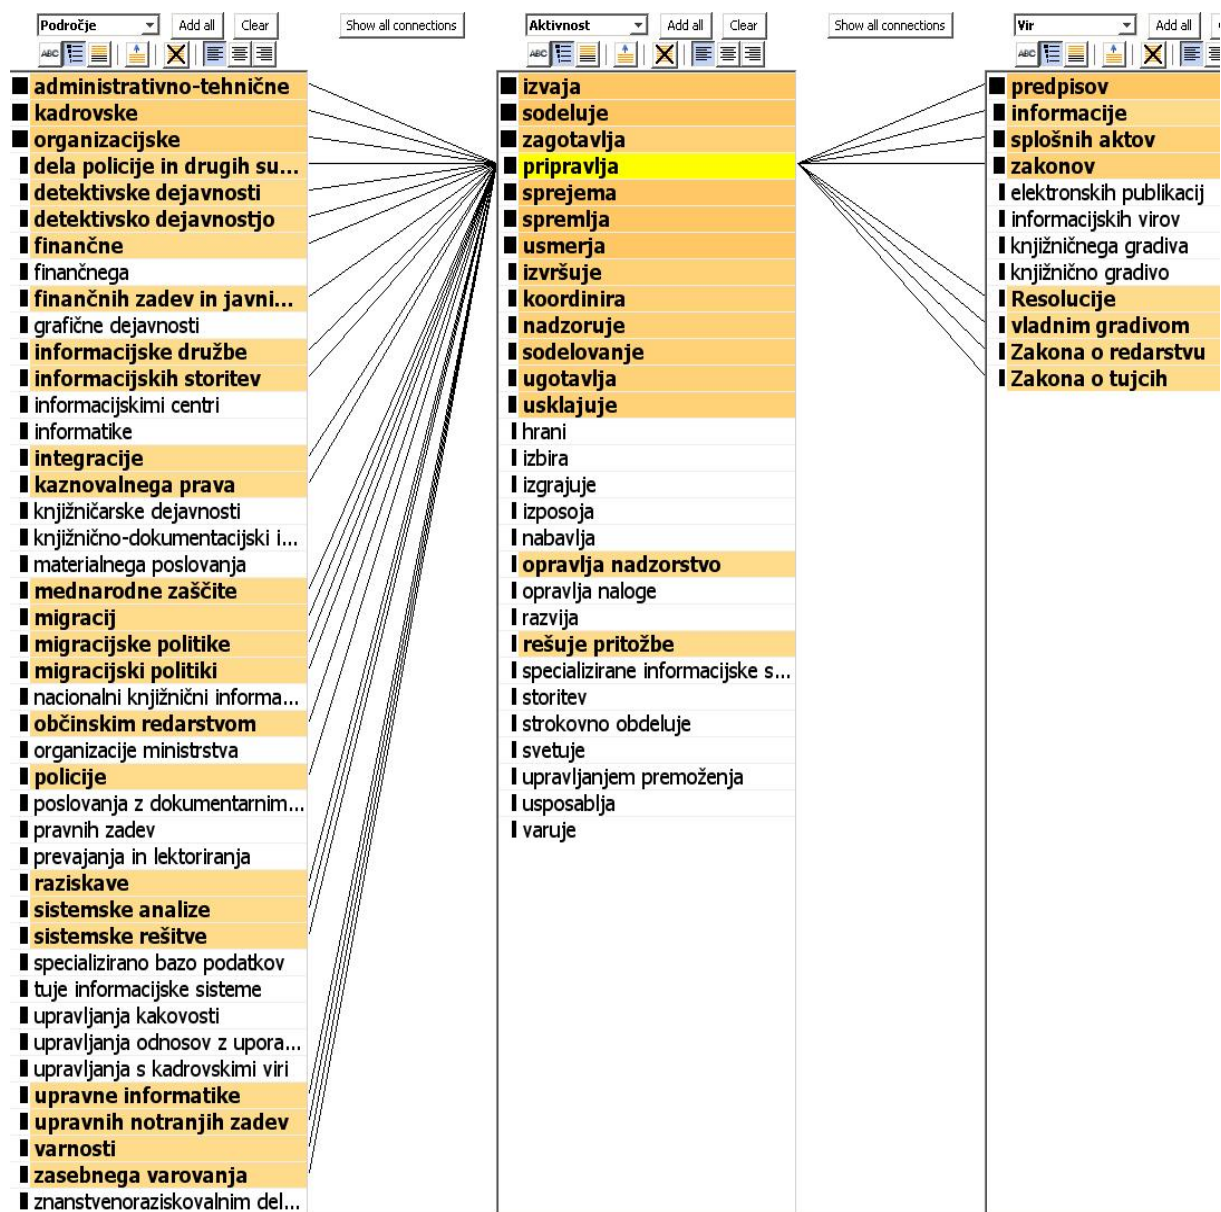 Področje Add all Clear Show all connections Aktivnost Add all Clear Show all connections Vir Add all
ABC ABC ABC
administrativno-tehnične
kadrovske
organizacijske
dela policije in drugih su...
detektivske dejavnosti
detektivsko dejavnostjo
finančne
finančnega
finančnih zadev in javni...
grafične dejavnosti
informacijske družbe
informacijskih storitev
informacijskimi centri
informatike
integracije
kaznovalnega prava
knjižničarske dejavnosti
knjižnično-dokumentacijski i...
materialnega poslovanja
mednarodne zaščite
migracij
migracijske politike
migracijski politiki
nacionalni knjižnični informa...
občinskim redarstvom
organizacije ministrstva
policije
poslovanja z dokumentarnim...
pravnih zadev
prevajanja in lektoriranja
raziskave
sistemske analize
sistemske rešitve
specializirano bazo podatkov
tuje informacijske sisteme
upravljanja kakovosti
upravljanja odnosov z upora...
upravljanja s kadrovskimi viri
upravne informatike
upravnih notranjih zadev
varnosti
zasebnega varovanja
znanstvenoraziskovalnim del...
izvaja
sodeluje
zagotavlja
pripravlja
sprejema
spremlja
usmerja
izvršuje
koordinira
nadzoruje
sodelovanje
ugotavlja
usklajuje
hrani
izbira
izgrajuje
izposoja
nabavlja
opravlja nadzorstvo
opravlja naloge
razvija
rešuje pritožbe
specializirane informacijske s...
storitev
strokovno obdeluje
svetuje
upravljanjem premoženja
usposablja
varuje
predpisov
informacije
splošnih aktov
zakonov
elektronskih publikacij
informacijskih virov
knjižničnega gradiva
knjižnično gradivo
Resolucije
vladnim gradivom
Zakona o redarstvu
Zakona o tujcih